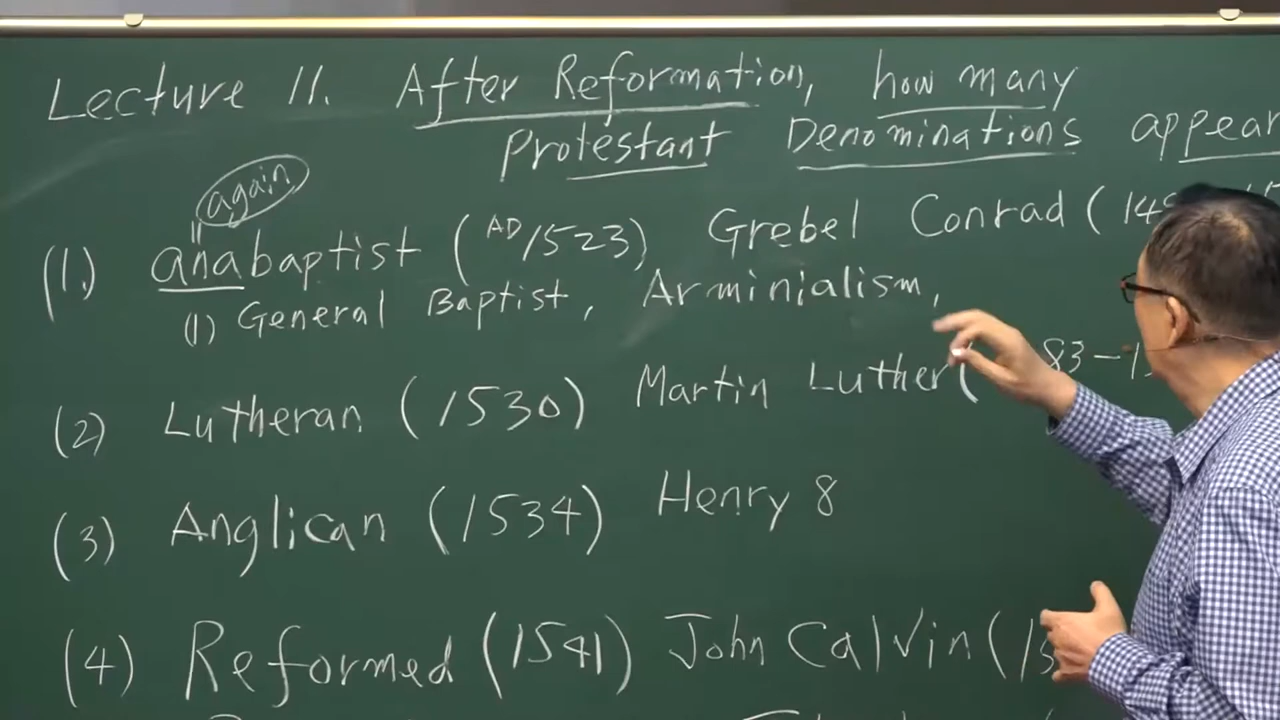 Lecture 11. After Reformation, how many
Protestant Denominations appear
again
(1.) anabaptist (AD 1523) Grebel Conrad (14
(1) General Baptist, Arminialism,
(2) Lutheran (1530) Martin Luther ( 83-1
(3) Anglican (1534) Henry 8
(4) Reformed (1541) John Calvin (15